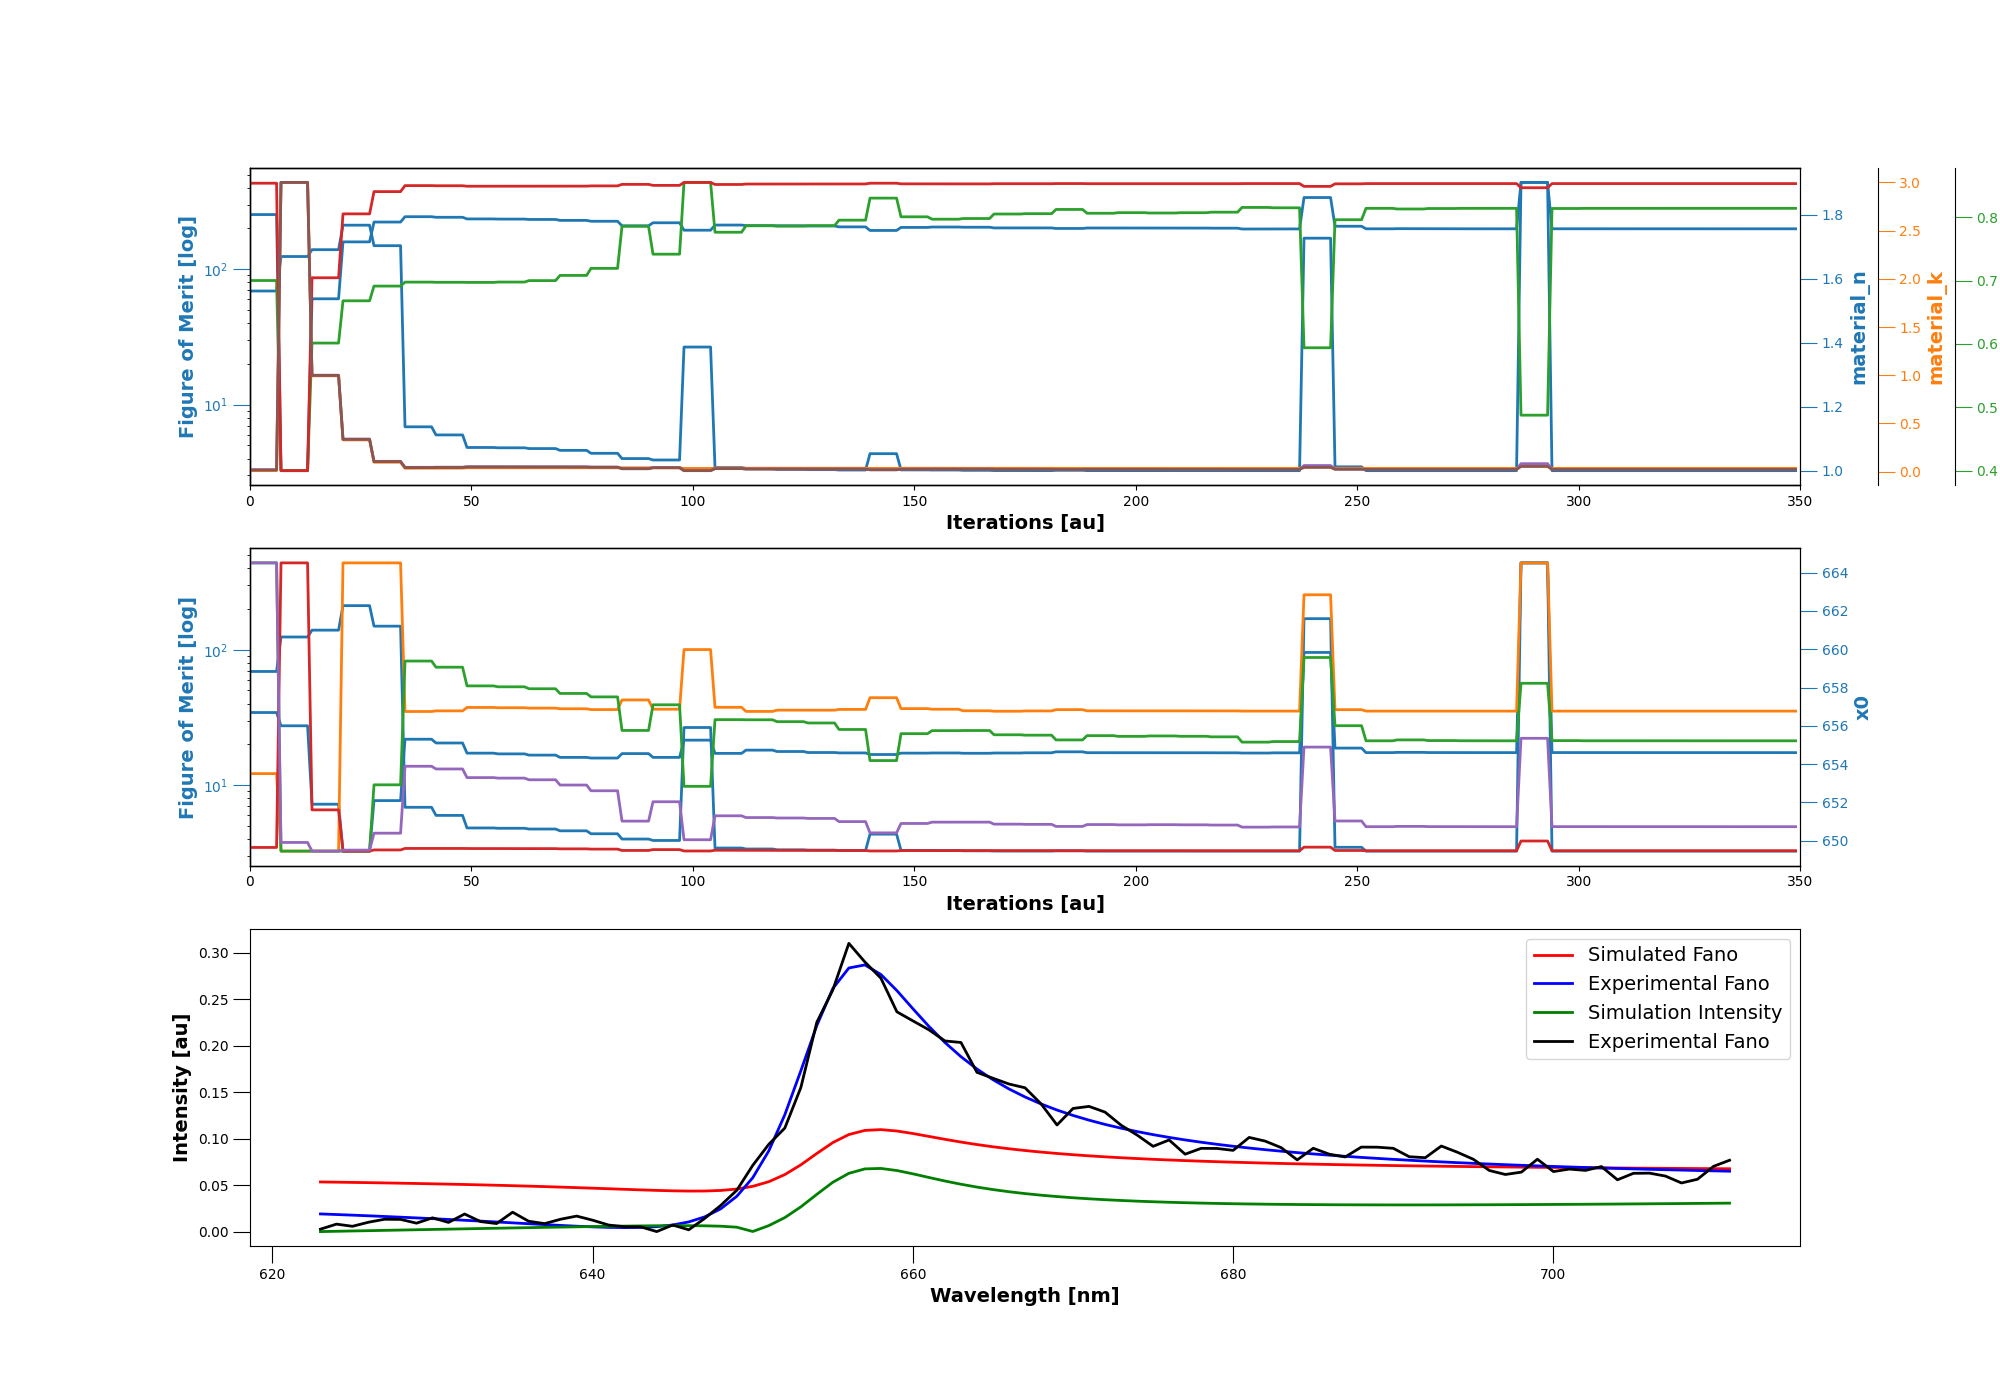 Figure of Merit [log]
10²
10¹
0 50 100 150 200 250 300 350
Iterations [au]
1.8
1.6
1.4
1.2
1.0
material_n
3.0
2.5
2.0
1.5
1.0
0.5
0.0
material_k
0.8
0.7
0.6
0.5
0.4
Figure of Merit [log]
10²
10¹
0 50 100 150 200 250 300 350
Iterations [au]
664
662
660
658
656
654
652
650
x0
Intensity [au]
0.30
0.25
0.20
0.15
0.10
0.05
0.00
Simulated Fano
Experimental Fano
Simulation Intensity
Experimental Fano
620 640 660 680 700
Wavelength [nm]